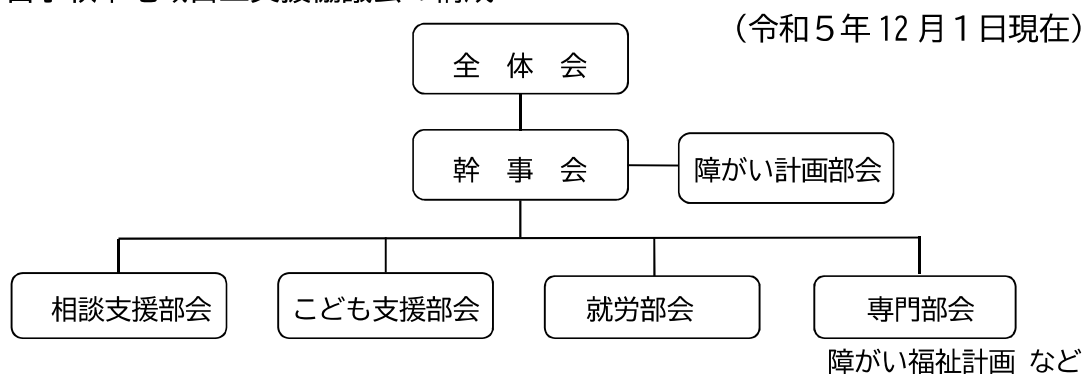 （令和５年 12 月１日現在）
全　体　会
幹　事　会
障がい計画部会
相談支援部会
こども支援部会
就労部会
専門部会
障がい福祉計画 など